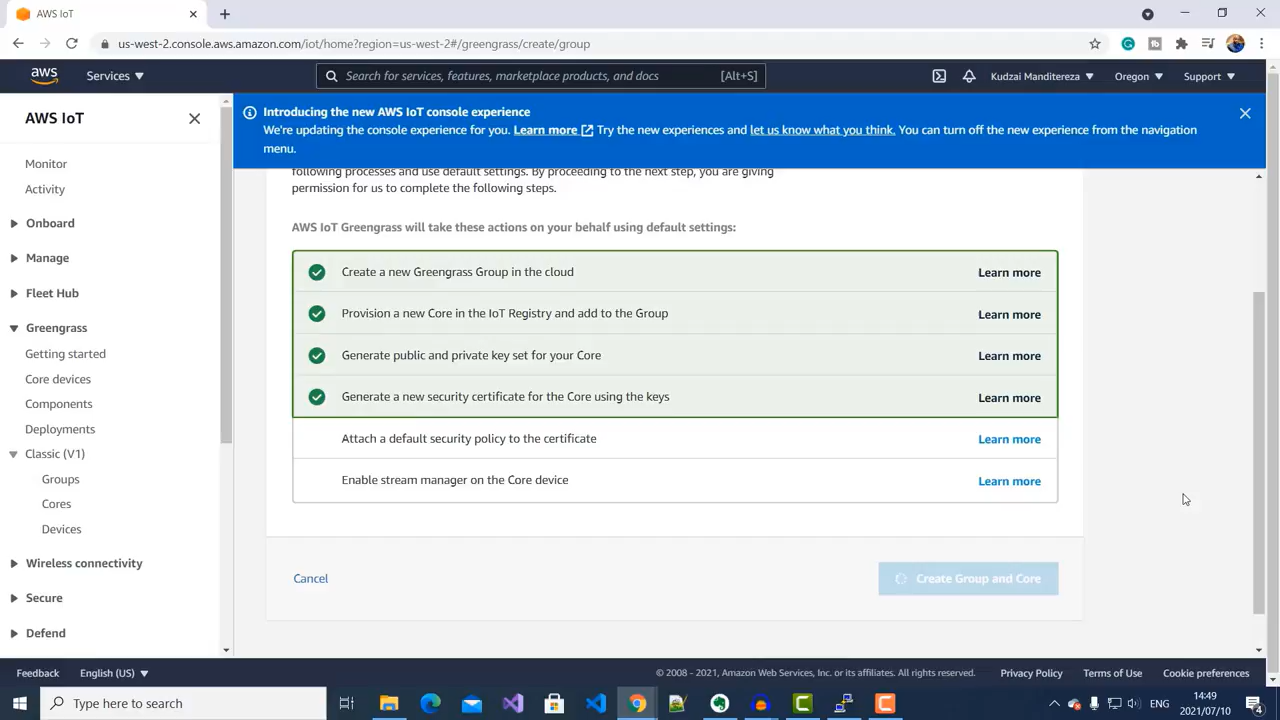 AWS IoT
us-west-2.console.aws.amazon.com/iot/home?region=us-west-2#/greengrass/create/group
aws
Services
Search for services, features, marketplace products, and docs
[Alt+S]
Kudzai Manditereza
Oregon
Support
AWS IoT
Monitor
Activity
Onboard
Manage
Fleet Hub
Greengrass
Getting started
Core devices
Components
Deployments
Classic (V1)
Groups
Cores
Devices
Wireless connectivity
Secure
Defend
Introducing the new AWS IoT console experience
We're updating the console experience for you. Learn more Try the new experiences and let us know what you think. You can turn off the new experience from the navigation
menu.
following processes and use default settings. By proceeding to the next step, you are giving
permission for us to complete the following steps.
AWS IoT Greengrass will take these actions on your behalf using default settings:
Create a new Greengrass Group in the cloud
Learn more
Provision a new Core in the IoT Registry and add to the Group
Learn more
Generate public and private key set for your Core
Learn more
Generate a new security certificate for the Core using the keys
Learn more
Attach a default security policy to the certificate
Learn more
Enable stream manager on the Core device
Learn more
Cancel
Create Group and Core
Feedback
English (US)
© 2008 - 2021, Amazon Web Services, Inc. or its affiliates. All rights reserved.
Privacy Policy
Terms of Use
Cookie preferences
Type here to search
ENG
14:49
2021/07/10
4